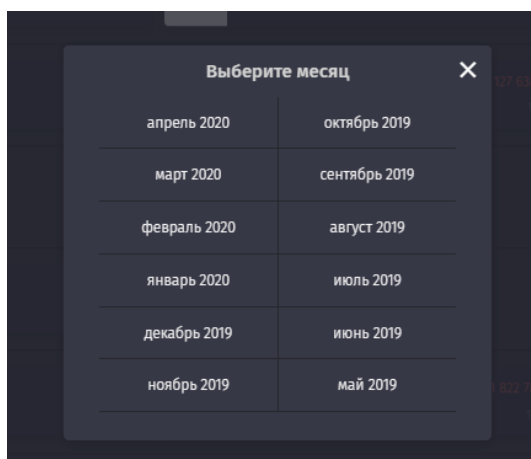 Выберите месяц
апрель 2020
март 2020
февраль 2020
январь 2020
декабрь 2019
ноябрь 2019
октябрь 2019
сентябрь 2019
август 2019
июль 2019
июнь 2019
май 2019